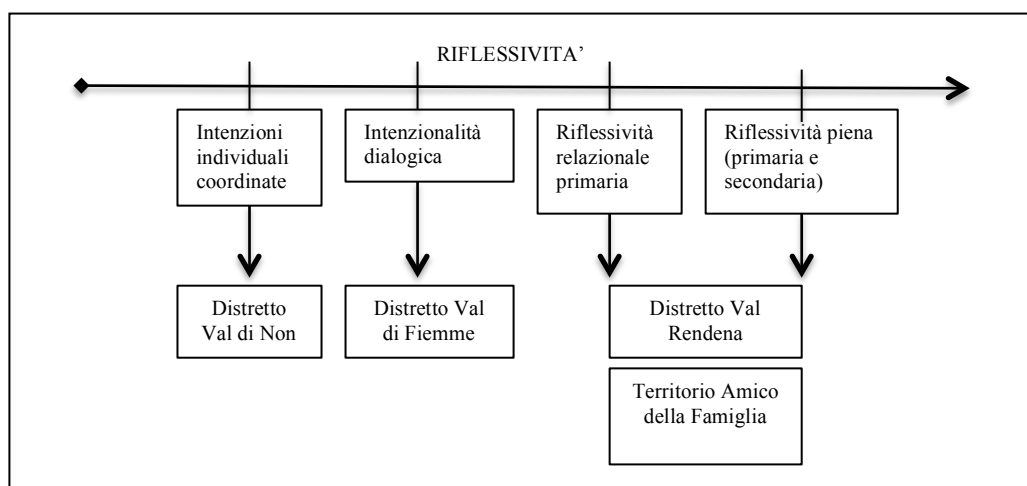 RIFLESSIVITA’
Intenzioni
individuali
coordinate
Intenzionalità
dialogica
Riflessività
relazionale
primaria
Riflessività piena
(primaria e
secondaria)
Distretto
Val di Non
Distretto Val
di Fiemme
Distretto Val
Rendena
Territorio Amico
della Famiglia